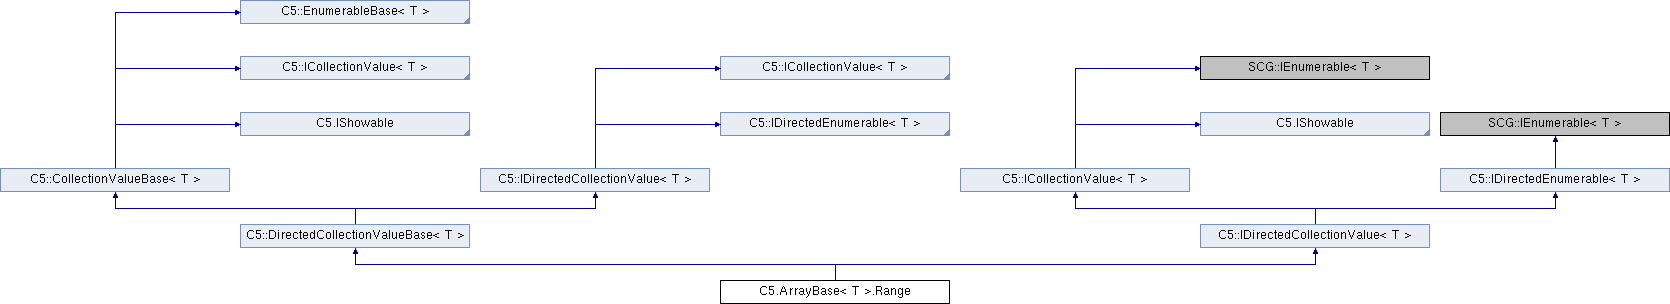 C5::EnumerableBase< T >
C5::ICollectionValue< T >
C5::ICollectionValue< T >
SCG::IEnumerable< T >
C5.IShowable
C5::IDirectedEnumerable< T >
C5.IShowable
SCG::IEnumerable< T >
C5::CollectionValueBase< T >
C5::IDirectedCollectionValue< T >
C5::ICollectionValue< T >
C5::IDirectedEnumerable< T >
C5::DirectedCollectionValueBase< T >
C5::IDirectedCollectionValue< T >
C5.ArrayBase< T >.Range